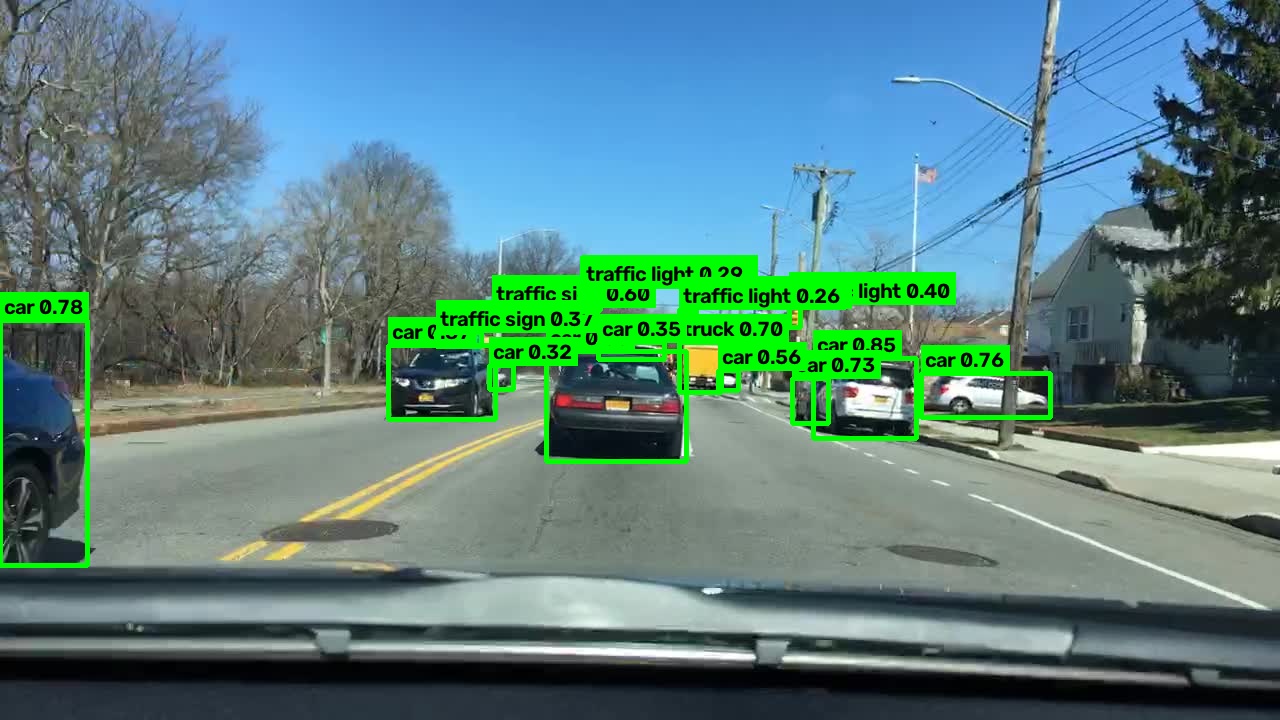 traffic light 0.29
traffic si
0.60
traffic light 0.26
light 0.40
car 0.78
traffic sign 0.37
car 0.35
truck 0.70
car 0.85
car 0.32
car 0.56
ar 0.73
car 0.76